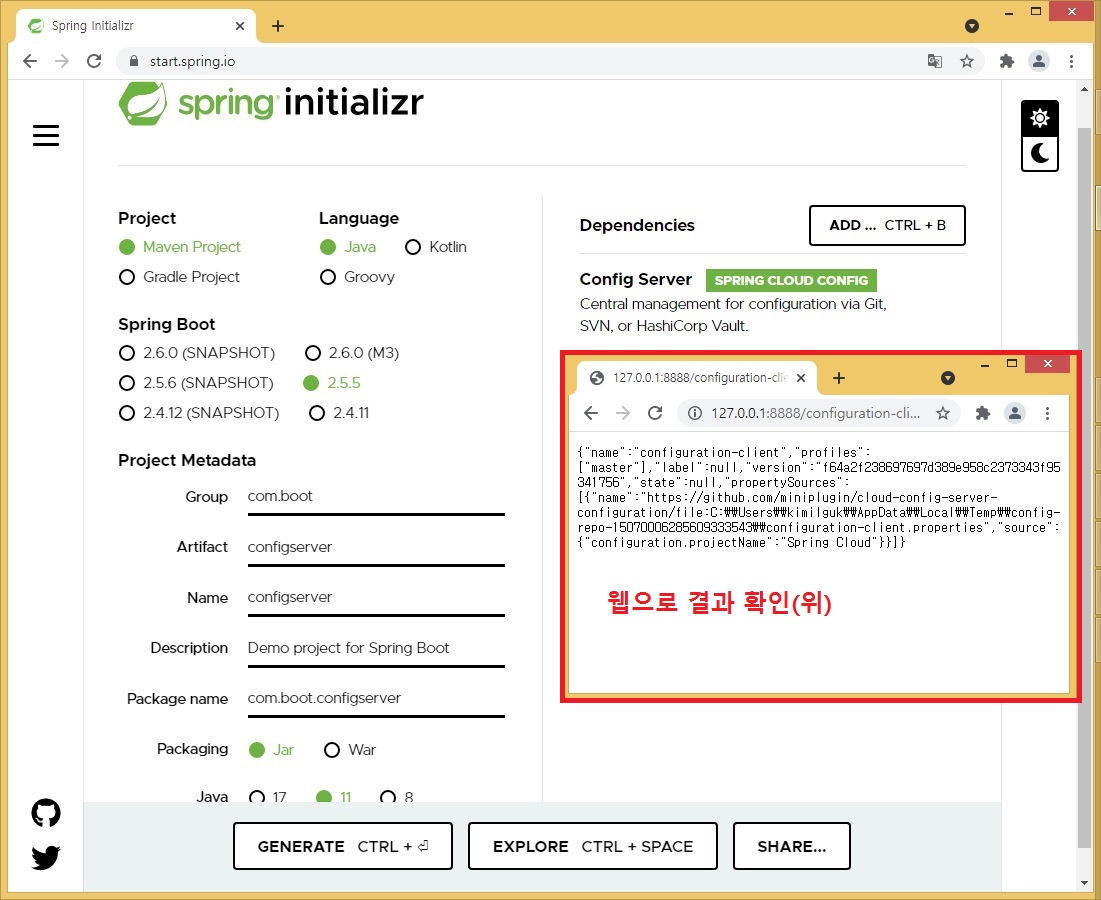 Spring Initializr
start.spring.io
spring initializr
Project
Maven Project
Gradle Project
Language
Java
Kotlin
Groovy
Spring Boot
2.6.0 (SNAPSHOT)
2.6.0 (M3)
2.5.6 (SNAPSHOT)
2.5.5
2.4.12 (SNAPSHOT)
2.4.11
Project Metadata
Group com.boot
Artifact configserver
Name configserver
Description Demo project for Spring Boot
Package name com.boot.configserver
Packaging Jar War
Java 17 11 8
Dependencies
ADD ... CTRL + B
Config Server SPRING CLOUD CONFIG
Central management for configuration via Git,
SVN, or HashiCorp Vault.
127.0.0.1:8888/configuration-clie
127.0.0.1:8888/configuration-cli...
{"name":"configuration-client","profiles":
["master"],"label":null,"version":"f64a2f238697697d389e958c2373343f95
341756","state":null,"propertySources":
[{"name":"https://github.com/miniplugin/cloud-config-server-
configuration/file:C:₩₩Users₩₩kimilguk₩₩AppData₩₩Local₩₩Temp₩₩config-
repo-15070006285609333543₩₩configuration-client.properties","source":
{"configuration.projectName":"Spring Cloud"}}]}
웹으로 결과 확인(위)
GENERATE CTRL + ⏎
EXPLORE CTRL + SPACE
SHARE...